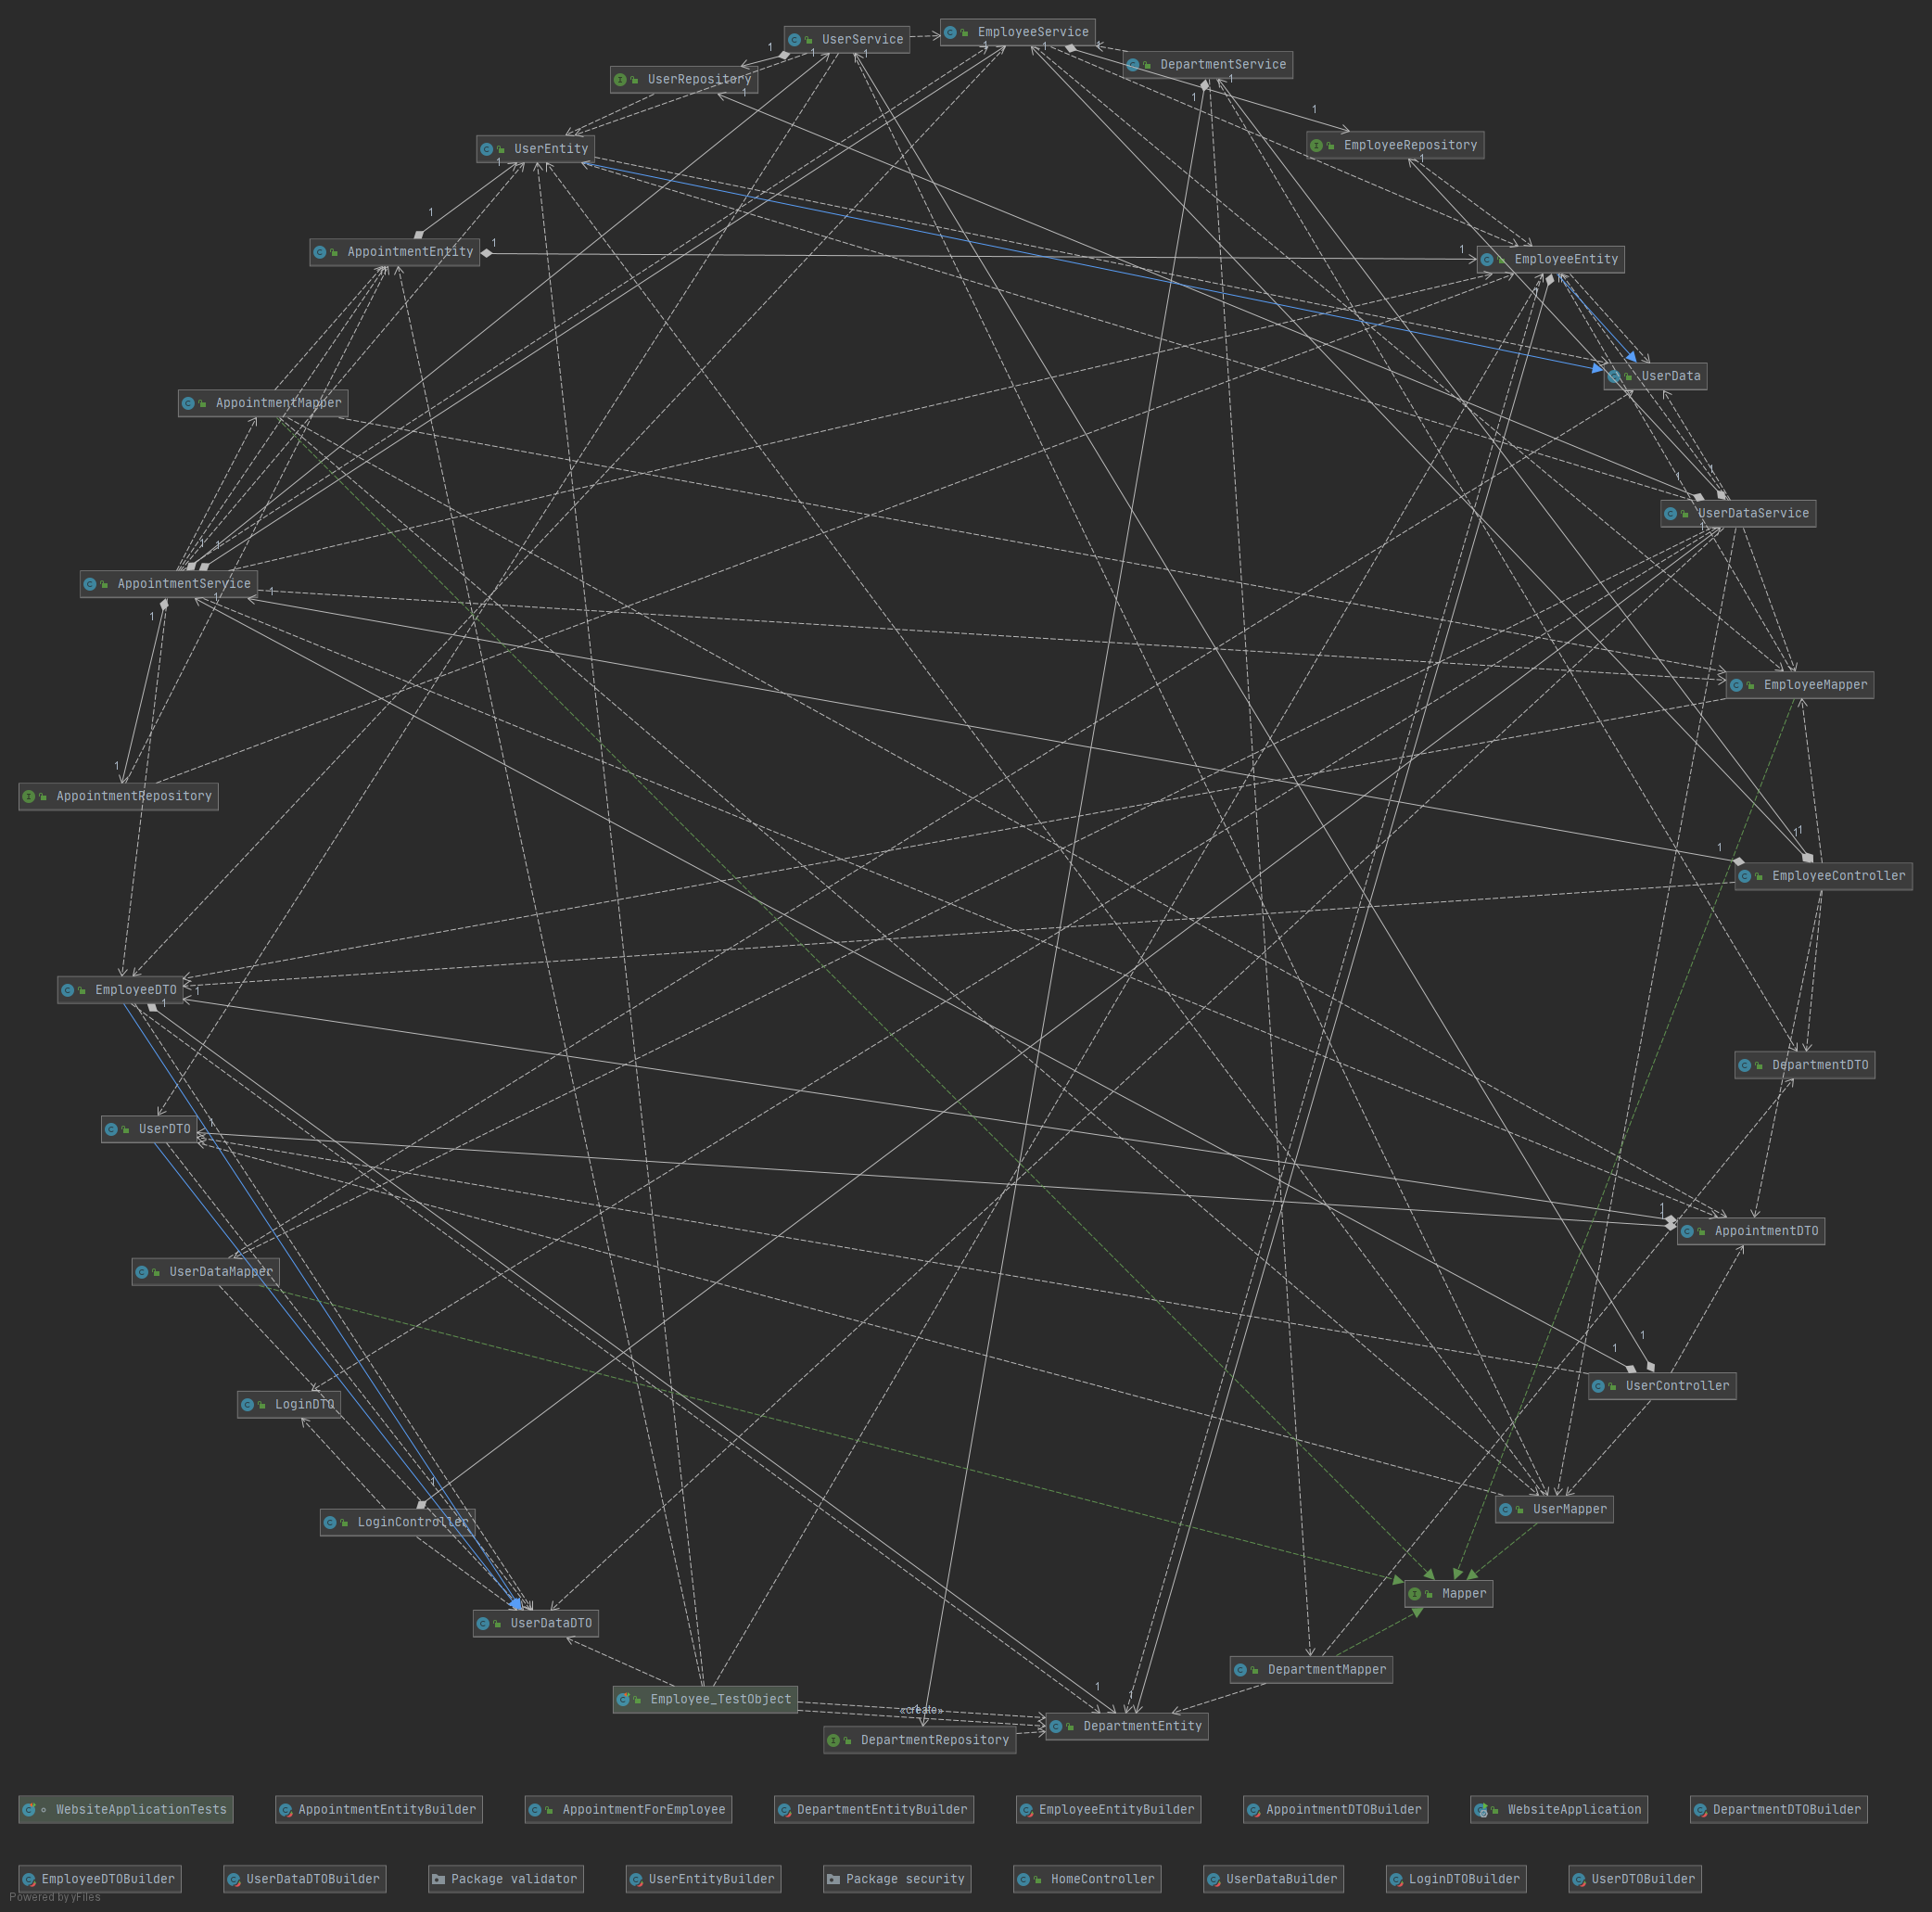 EmployeeService
UserService
DepartmentService
UserRepository
EmployeeRepository
UserEntity
AppointmentEntity
EmployeeEntity
UserData
AppointmentMapper
UserDataService
AppointmentService
EmployeeMapper
AppointmentRepository
EmployeeController
EmployeeDTO
DepartmentDTO
UserDTO
AppointmentDTO
UserDataMapper
UserController
LoginDTO
UserMapper
LoginController
Mapper
UserDataDTO
DepartmentMapper
Employee_TestObject
«create»
DepartmentEntity
DepartmentRepository
WebsiteApplicationTests AppointmentEntityBuilder AppointmentForEmployee DepartmentEntityBuilder EmployeeEntityBuilder AppointmentDTOBuilder WebsiteApplication DepartmentDTOBuilder
EmployeeDTOBuilder UserDataDTOBuilder Package validator UserEntityBuilder Package security HomeController UserDataBuilder LoginDTOBuilder UserDTOBuilder
Powered by yFiles